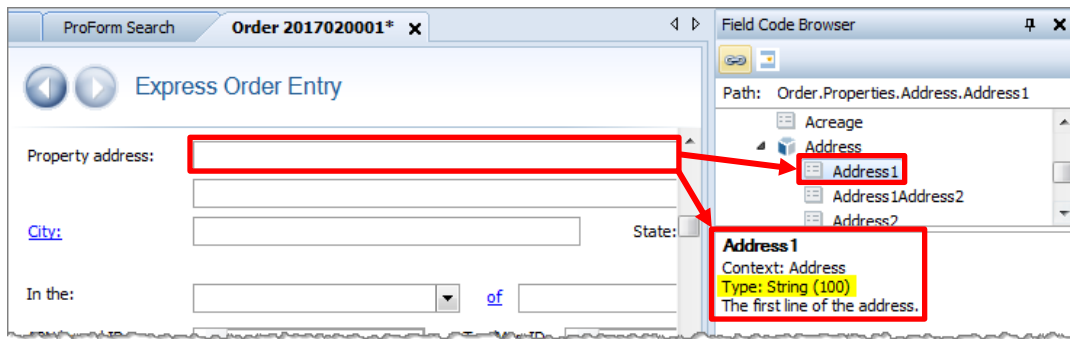 ProForm Search
Order 2017020001*
Express Order Entry
Property address:
City:
State:
In the:
of
Field Code Browser
Path: Order.Properties.Address.Address1
Acreage
Address
Address1
Address1Address2
Address2
Address1
Context: Address
Type: String (100)
The first line of the address.